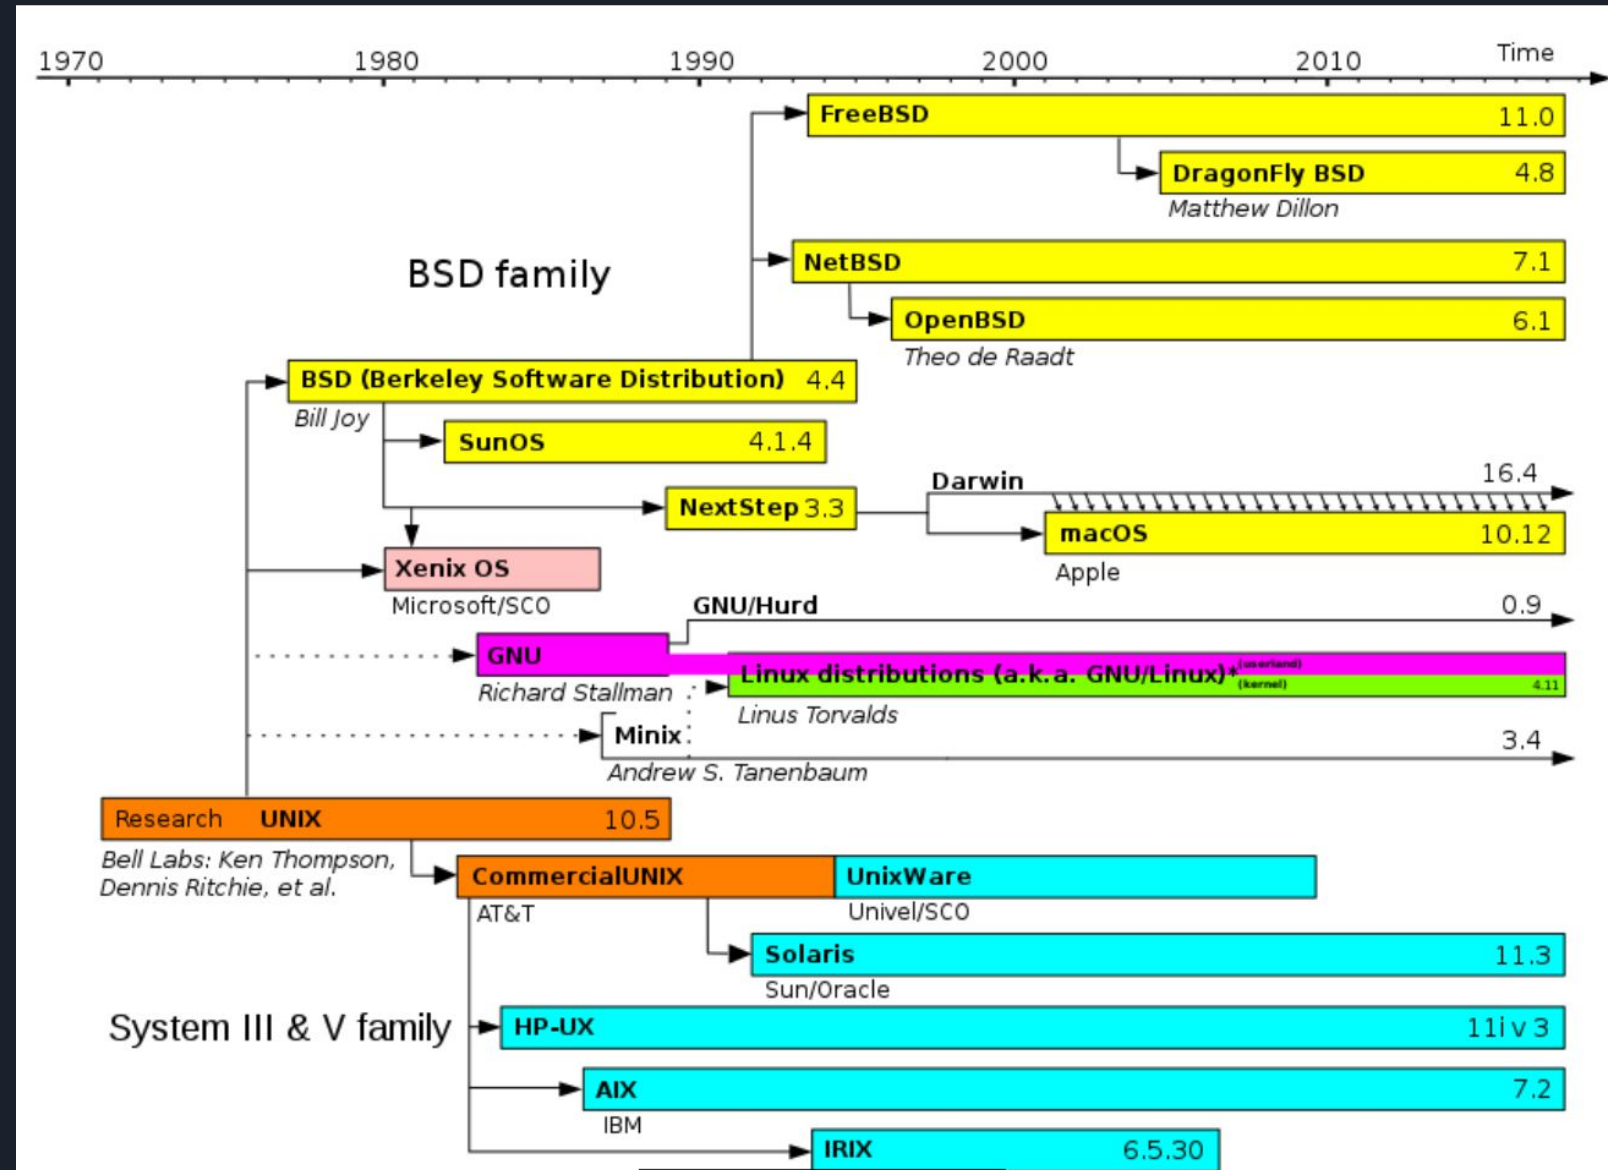 1970 1980 1990 2000 2010 Time
FreeBSD 11.0
DragonFly BSD 4.8
Matthew Dillon
BSD family
NetBSD 7.1
OpenBSD 6.1
Theo de Raadt
BSD (Berkeley Software Distribution) 4.4
Bill Joy
SunOS 4.1.4
Darwin 16.4
NextStep 3.3
macOS 10.12
Apple
Xenix OS
Microsoft/SCO
GNU/Hurd 0.9
GNU
Richard Stallman
Linux distributions (a.k.a. GNU/Linux)* (userland) (kernel) 4.11
Linus Torvalds
Minix 3.4
Andrew S. Tanenbaum
Research UNIX 10.5
Bell Labs: Ken Thompson,
Dennis Ritchie, et al.
CommercialUNIX UnixWare
AT&T Univel/SCO
Solaris 11.3
Sun/Oracle
System III & V family
HP-UX 11i v 3
AIX 7.2
IBM
IRIX 6.5.30